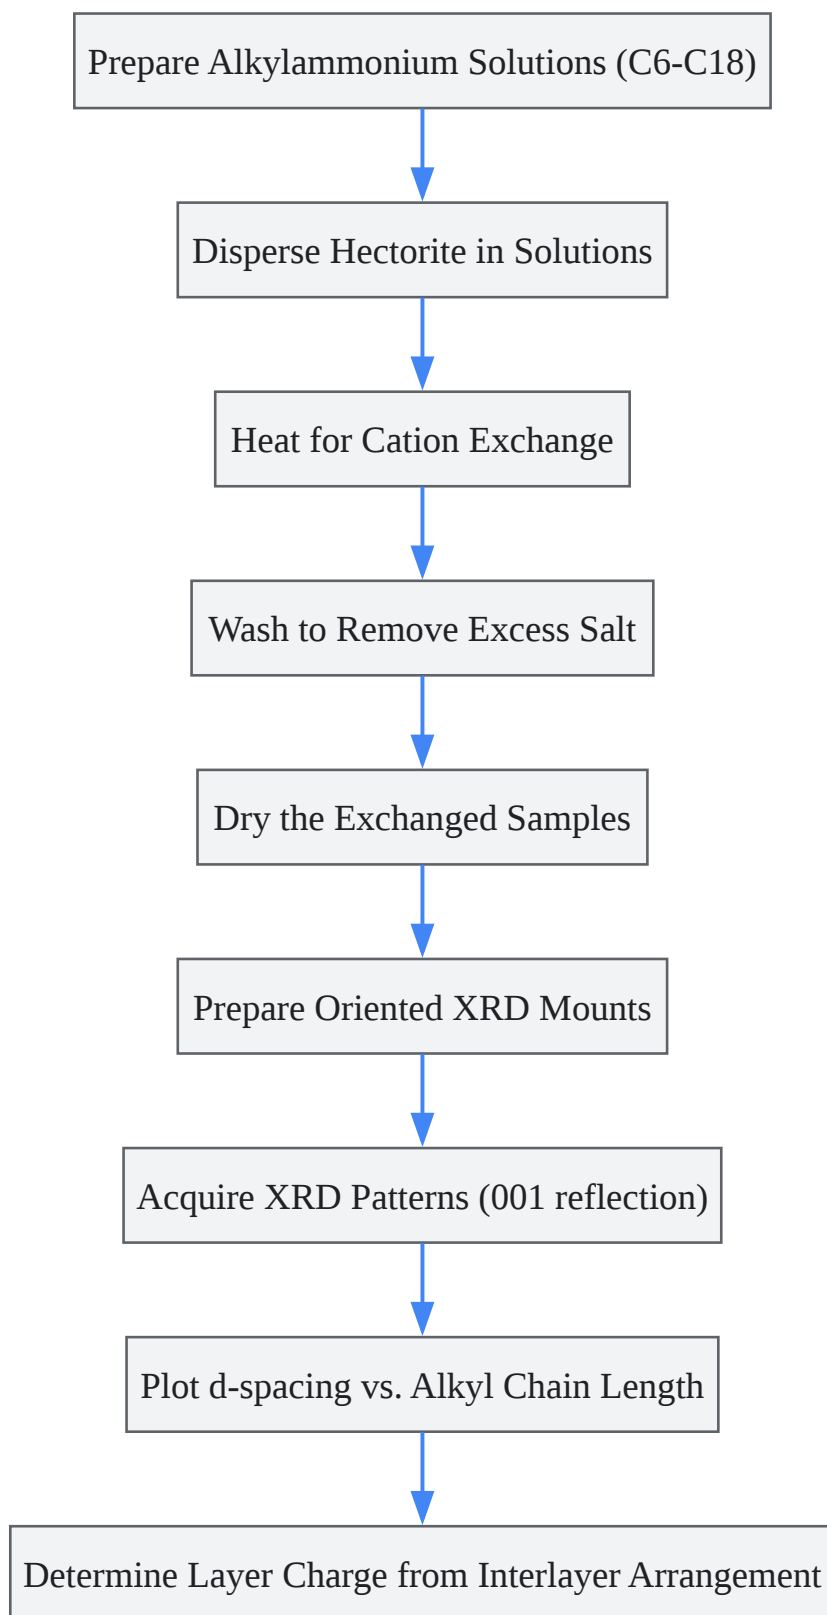 Prepare Alkylammonium Solutions (C6-C18)
Disperse Hectorite in Solutions
Heat for Cation Exchange
Wash to Remove Excess Salt
Dry the Exchanged Samples
Prepare Oriented XRD Mounts
Acquire XRD Patterns (001 reflection)
Plot d-spacing vs. Alkyl Chain Length
Determine Layer Charge from Interlayer Arrangement